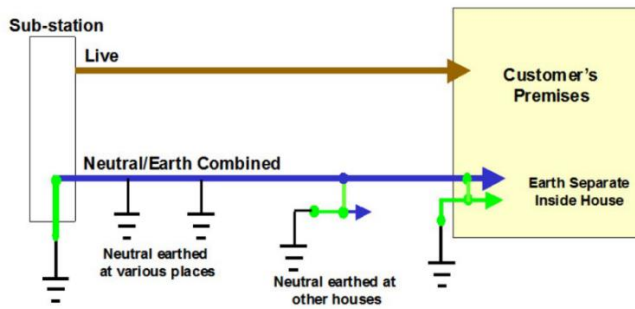 Sub-station
Live
Customer's
Premises
Neutral/Earth Combined
Earth Separate
Inside House
Neutral earthed
at various places
Neutral earthed at
other houses